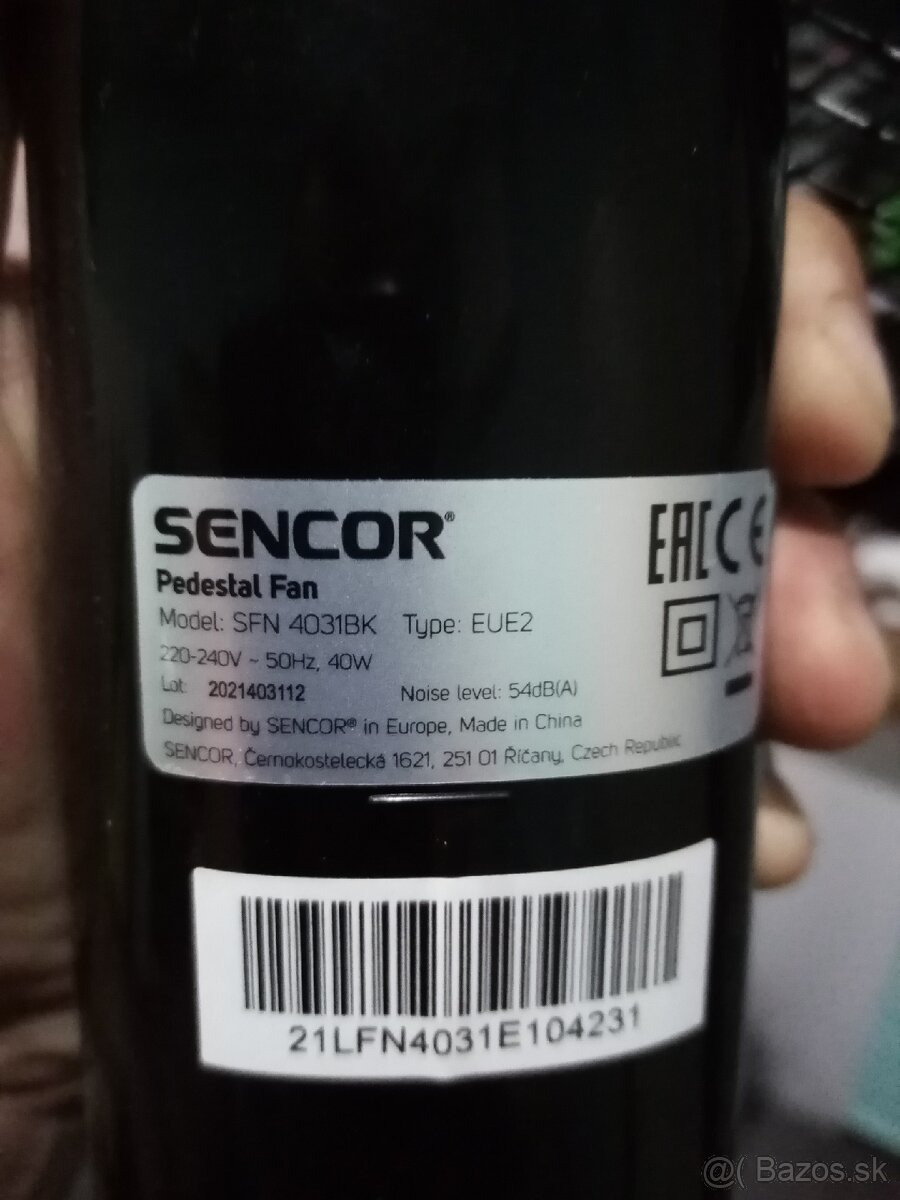 SENCOR®
Pedestal Fan
Model: SFN 4031BK Type: EUE2
220-240V ~ 50Hz, 40W
Lot: 2021403112 Noise level: 54dB(A)
Designed by SENCOR® in Europe, Made in China
SENCOR, Černokostelecká 1621, 251 01 Říčany, Czech Republic
EAC CE
21LFN4031E104231
@( Bazos.sk